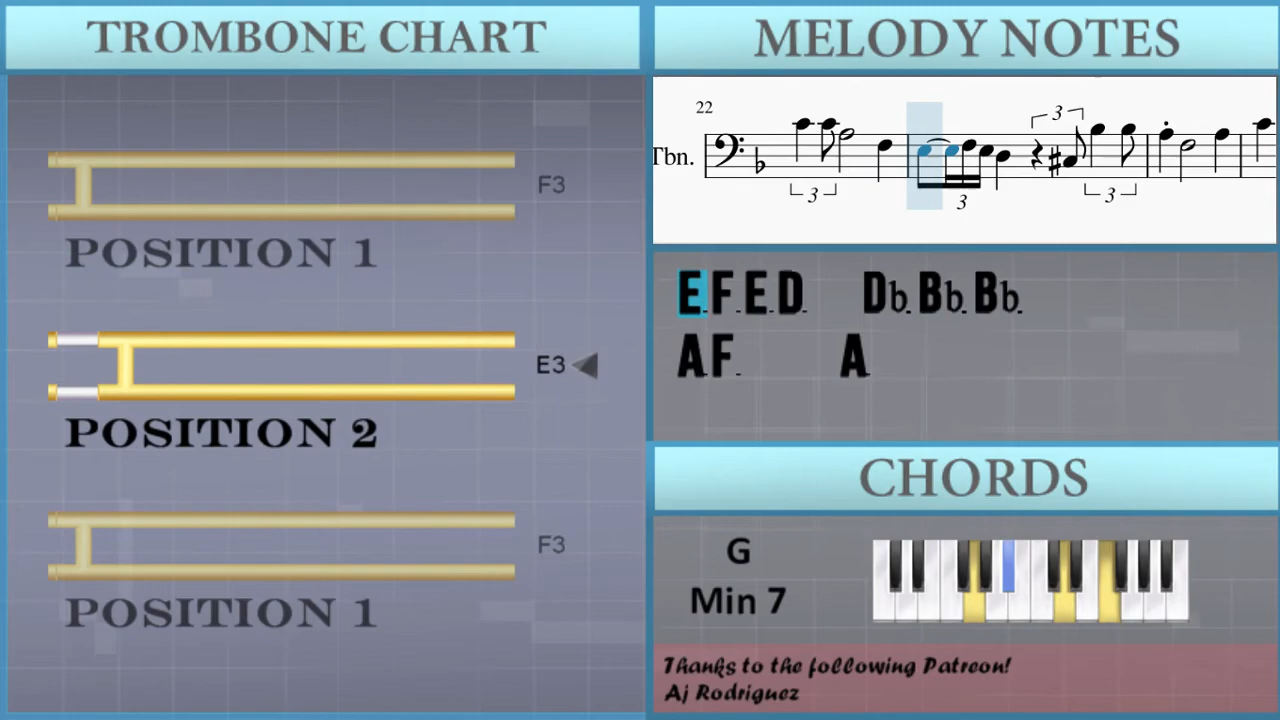 TROMBONE CHART
F3
POSITION 1
E3
POSITION 2
F3
POSITION 1
MELODY NOTES
22
Tbn.
3
3
3
3
E F E D Db Bb Bb
A F A
CHORDS
G
Min 7
Thanks to the following Patreon!
Aj Rodriguez